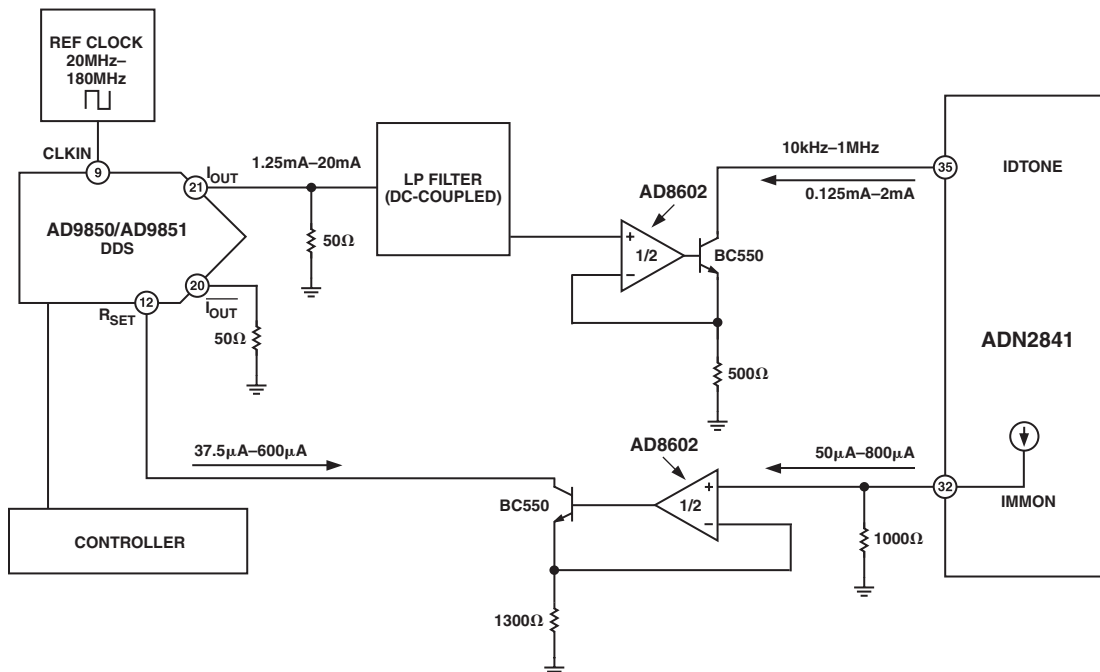 REF CLOCK
20MHz–
180MHz
CLKIN
9
IOUT
21
1.25mA–20mA
AD9850/AD9851
DDS
50Ω
LP FILTER
(DC-COUPLED)
AD8602
+
1/2
–
BC550
10kHz–1MHz
0.125mA–2mA
35
IDTONE
20
IOUT
12
RSET
50Ω
500Ω
ADN2841
37.5μA–600μA
AD8602
50μA–800μA
BC550
+
1/2
–
32
IMMON
1000Ω
CONTROLLER
1300Ω